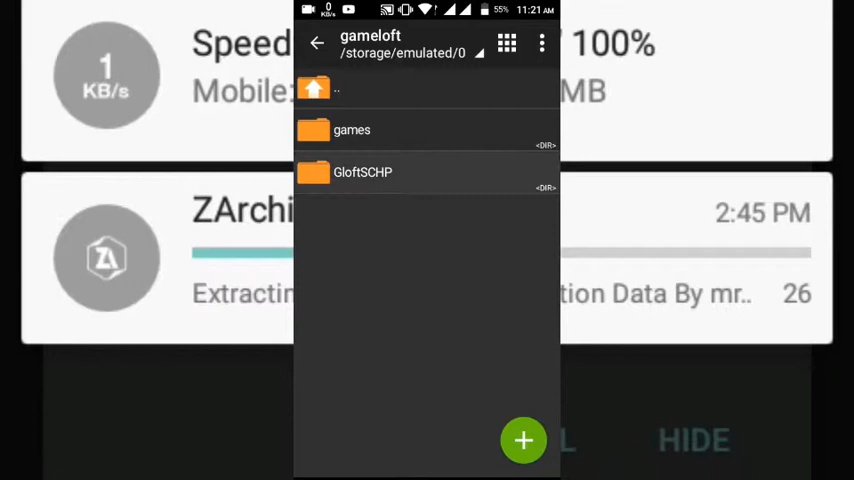 0
KB/s
55%
11:21 AM
gameloft
/storage/emulated/0
..
games
<DIR>
GloftSCHP
<DIR>
Speed
100%
1
KB/s
Mobile:
MB
ZArchi
2:45 PM
ZA
Extractin
tion Data By mr..
26
L
HIDE